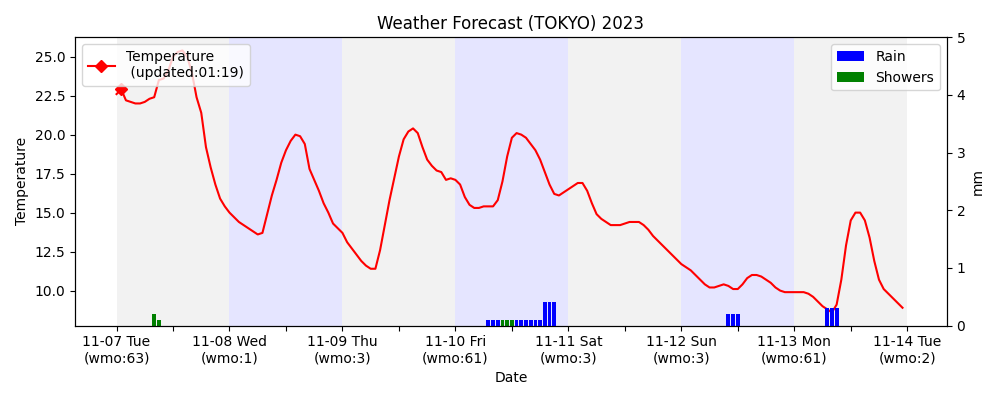 Weather Forecast (TOKYO) 2023
Temperature
(updated:01:19)
Rain
Showers
25.0
22.5
20.0
17.5
15.0
12.5
10.0
Temperature
5
4
3
2
1
0
mm
11-07 Tue
(wmo:63)
11-08 Wed
(wmo:1)
11-09 Thu
(wmo:3)
11-10 Fri
(wmo:61)
11-11 Sat
(wmo:3)
11-12 Sun
(wmo:3)
11-13 Mon
(wmo:61)
11-14 Tue
(wmo:2)
Date